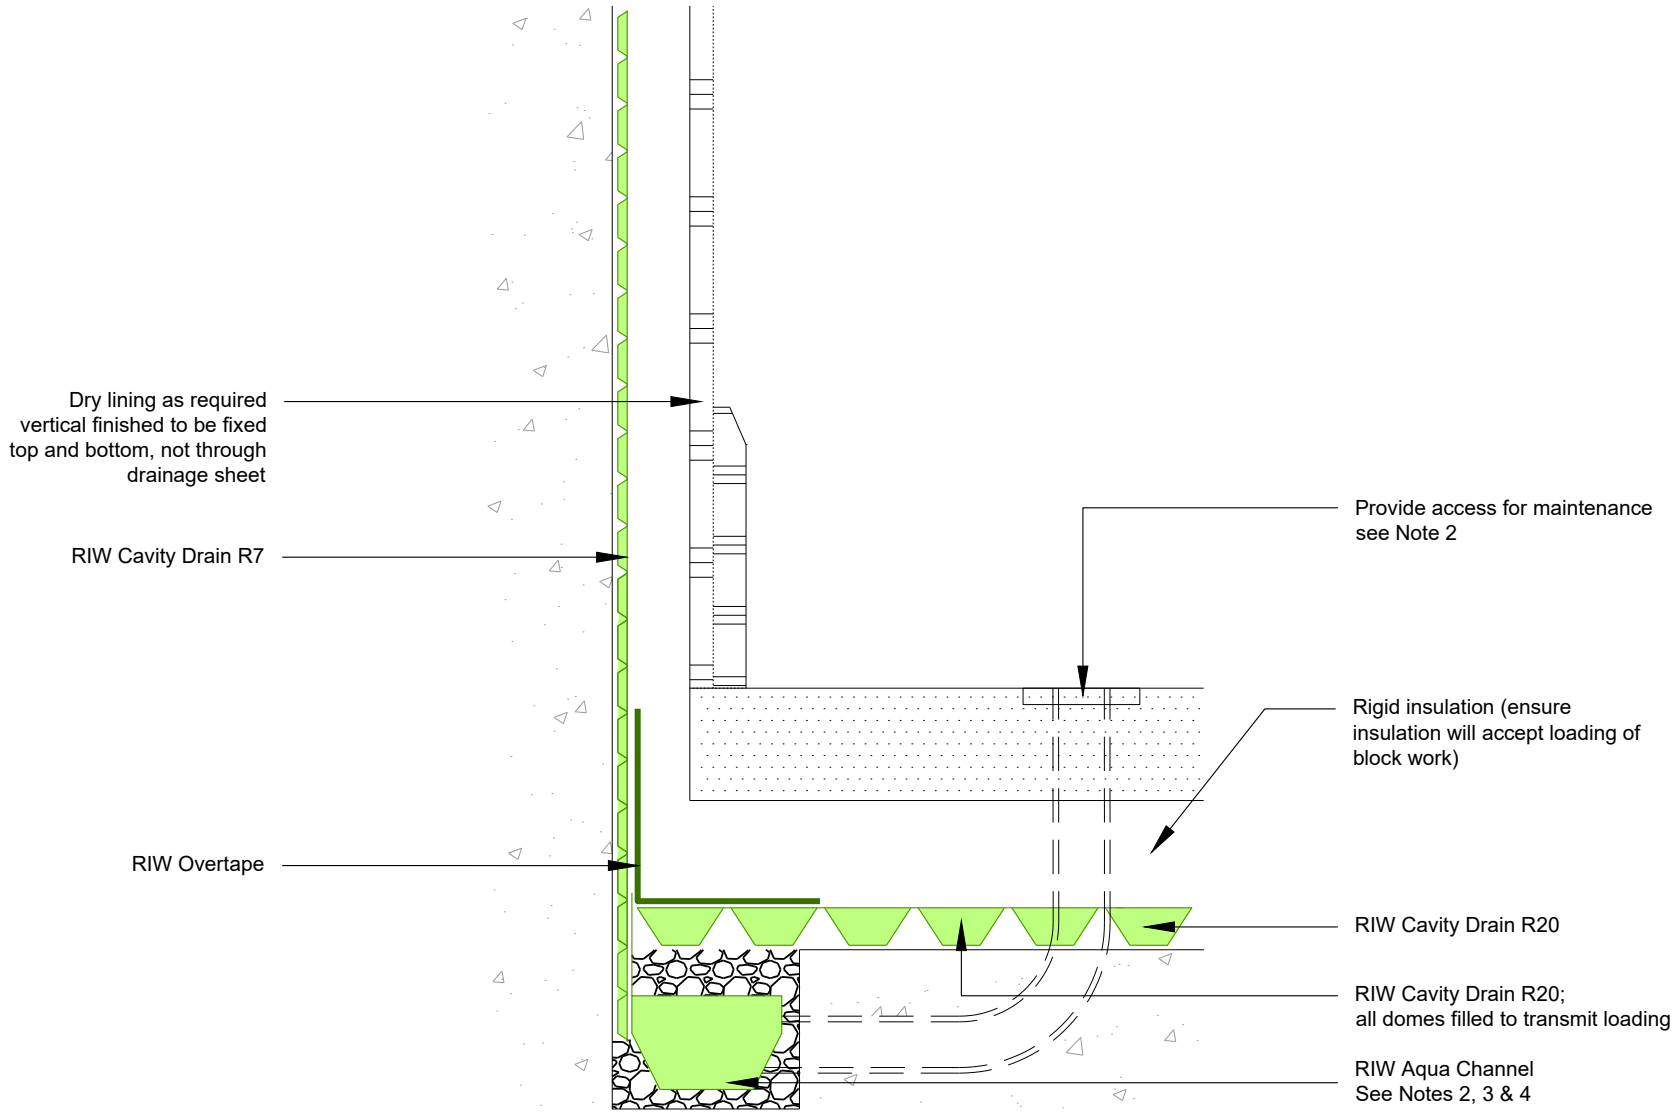 Dry lining as required
vertical finished to be fixed
top and bottom, not through
drainage sheet
RIW Cavity Drain R7
RIW Overtape
Provide access for maintenance
see Note 2
Rigid insulation (ensure
insulation will accept loading of
block work)
RIW Cavity Drain R20
RIW Cavity Drain R20;
all domes filled to transmit loading
RIW Aqua Channel
See Notes 2, 3 & 4